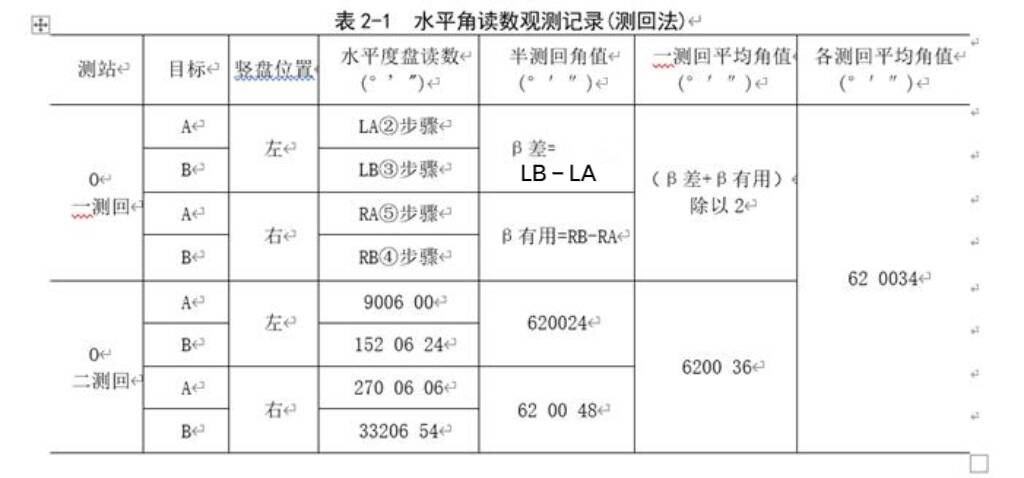 表 2-1 水平角读数观测记录(测回法)
测站
目标
竖盘位置
水平度盘读数
(° ′ ″)
半测回角值
(° ′ ″)
一测回平均角值
(° ′ ″)
各测回平均角值
(° ′ ″)
O
一测回
A
左
LA②步骤
β差=
LB – LA
(β差+β有用)
除以2
62 0034
B
LB③步骤
A
右
RA⑤步骤
β有用=RB-RA
B
RB④步骤
O
二测回
A
左
9006 00
620024
6200 36
B
152 06 24
A
右
270 06 06
62 00 48
B
33206 54